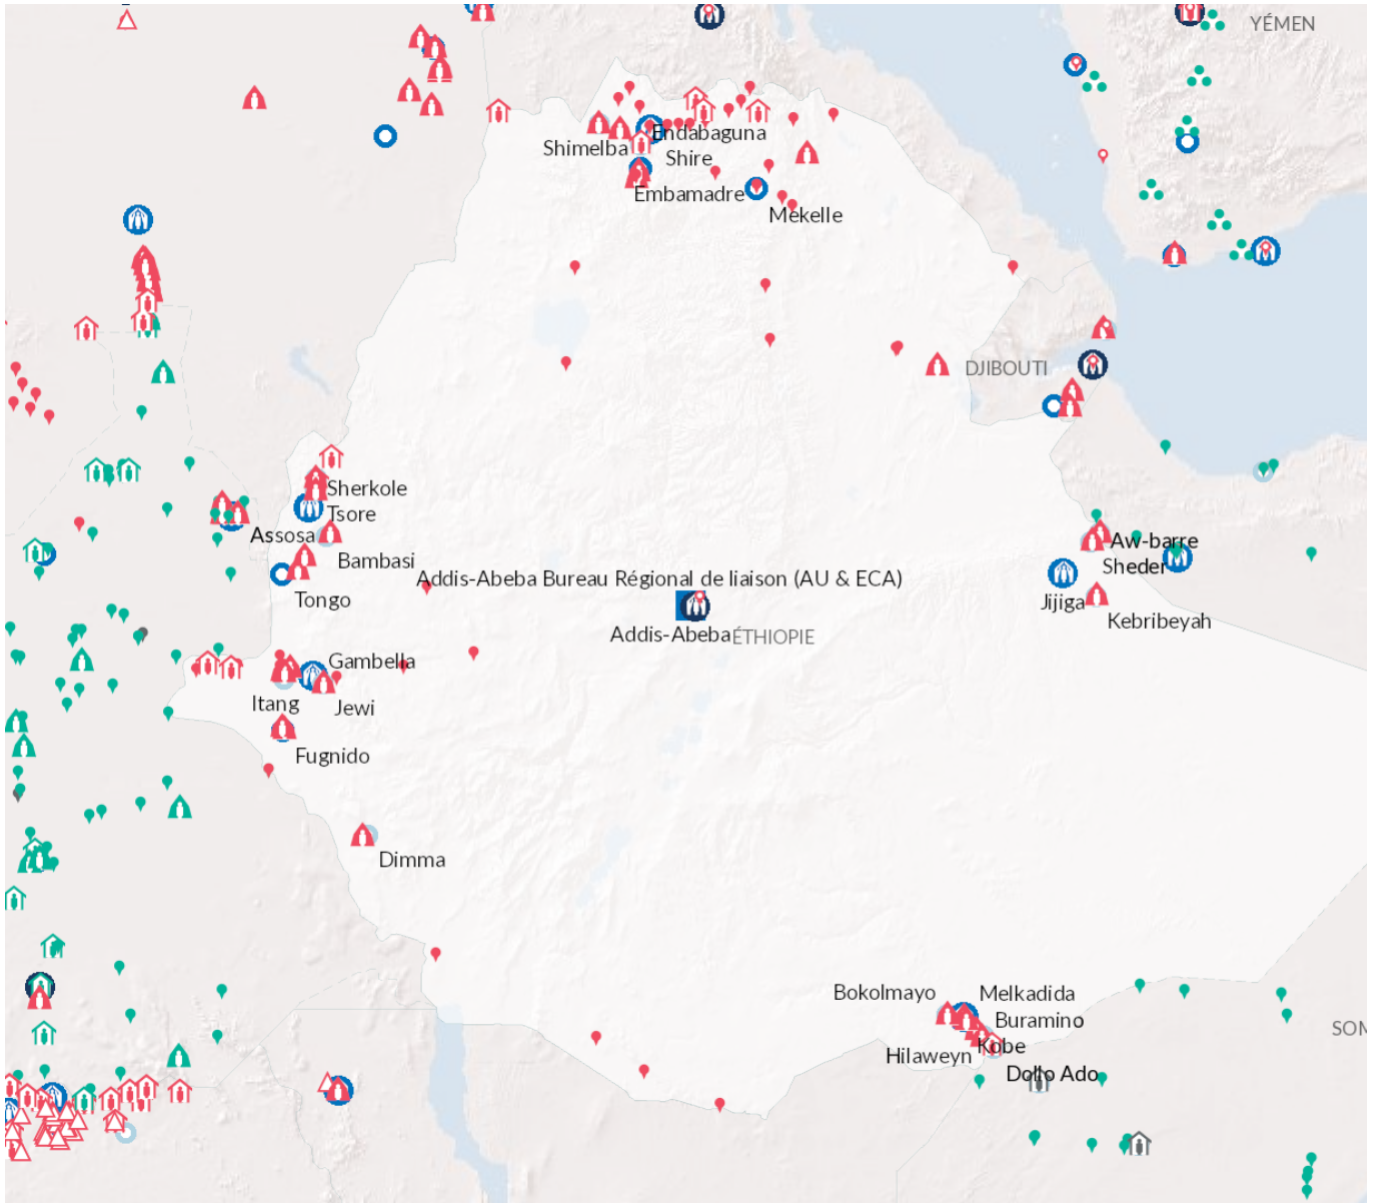 YÉMEN
Endabaguna
Shimelba
Shire
Embamadre
Mekelle
DJIBOUTI
Sherkole
Tsore
Assosa
Bambasi
Tongo
Aw-barre
Sheder
Jijiga
Kebribeyah
Addis-Abeba Bureau Régional de liaison (AU & ECA)
Addis-Abeba
ÉTHIOPIE
Gambella
Itang
Jewi
Fugnido
Dimma
Bokolmayo
Melkadida
Buramino
Kobe
Hilaweyn
Dollo Ado
SOM